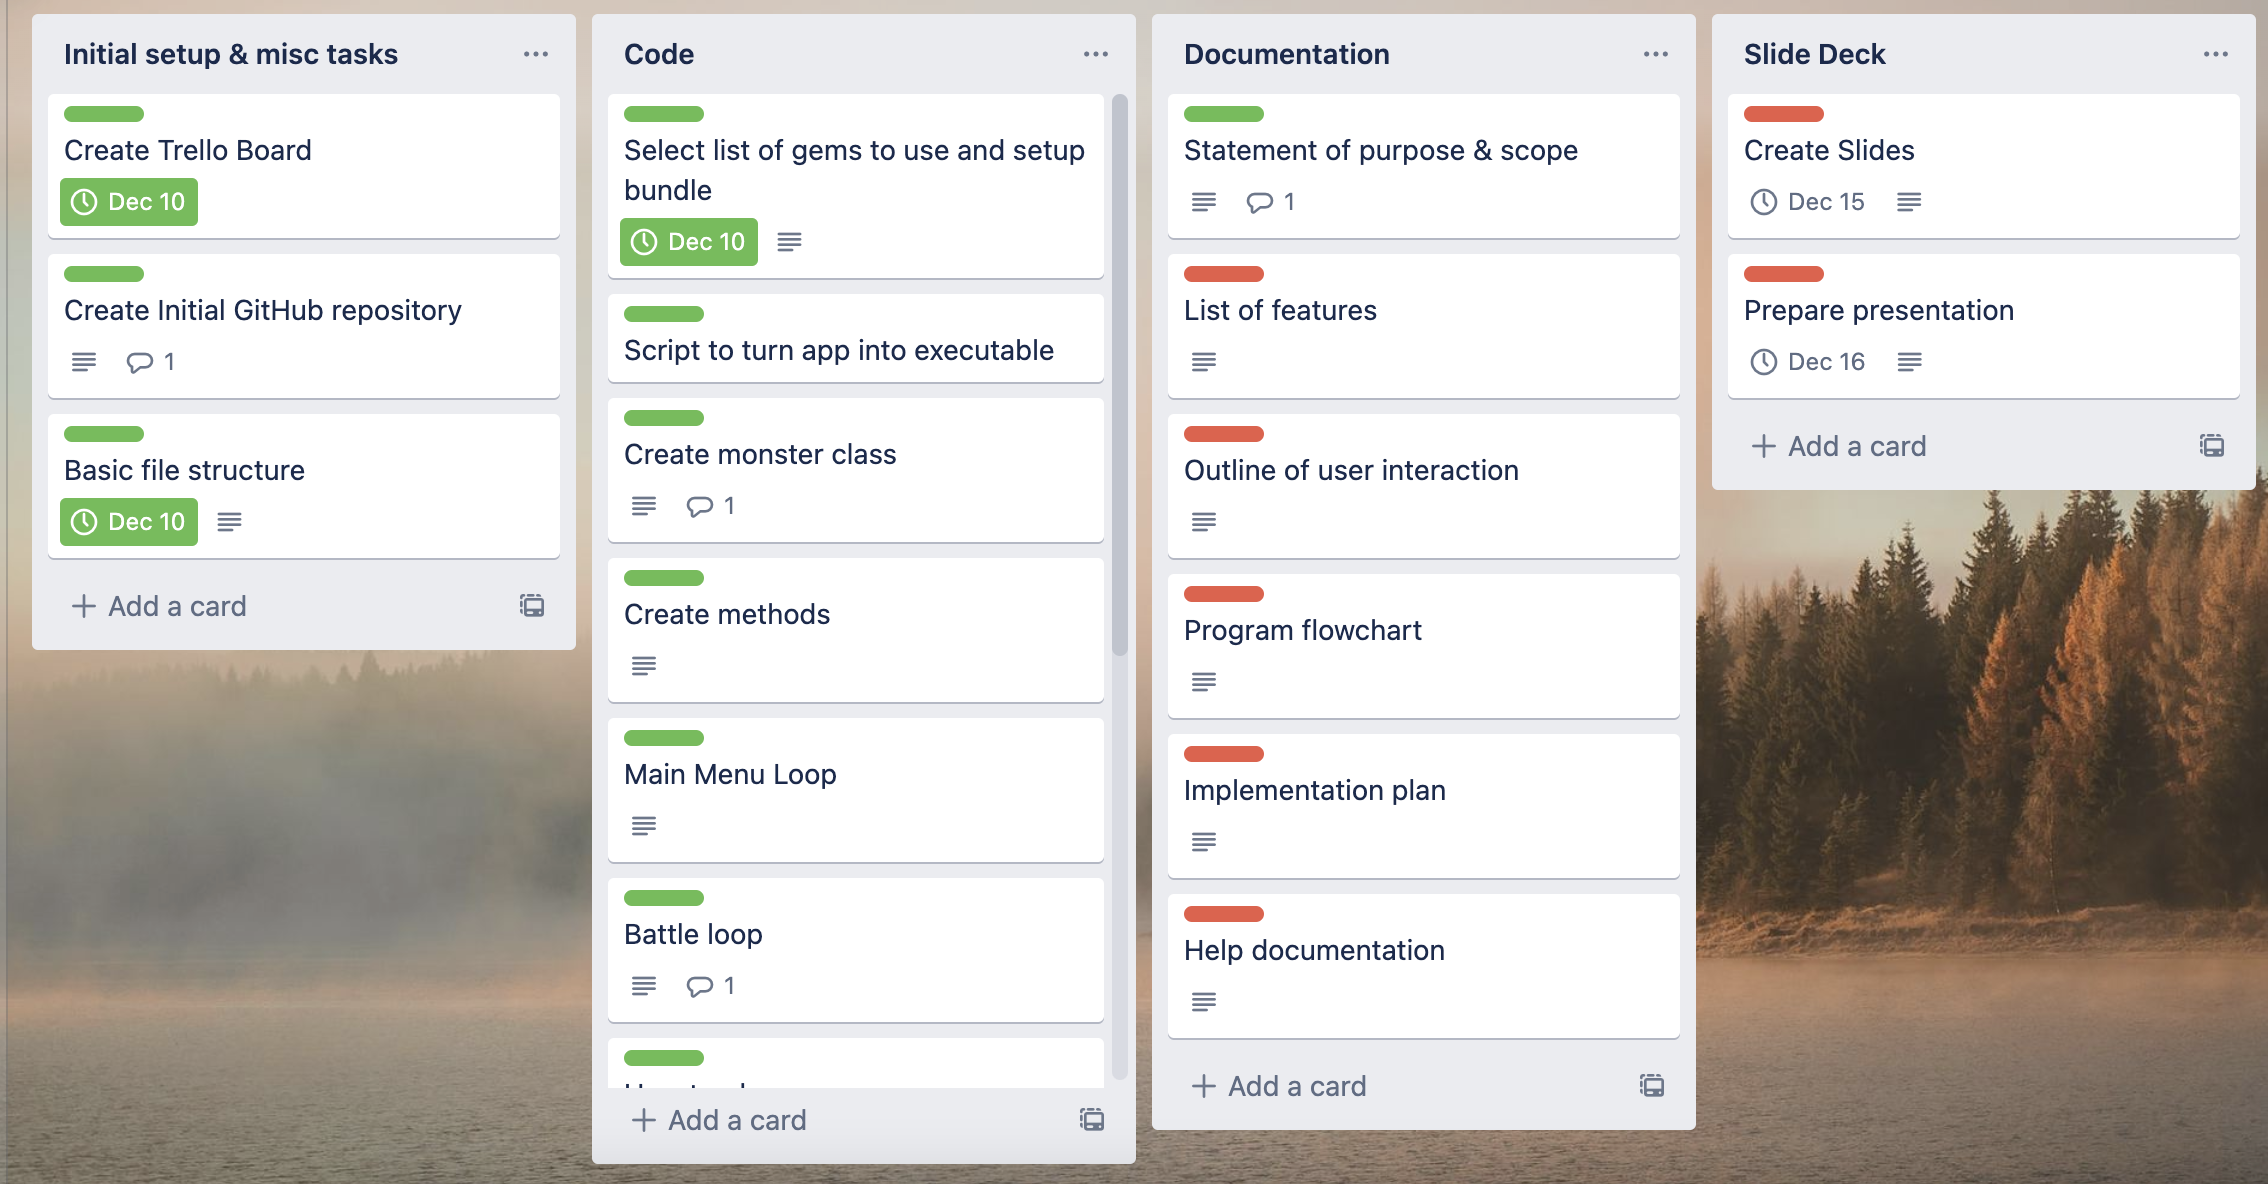 Initial setup & misc tasks
Create Trello Board
Dec 10
Create Initial GitHub repository
1
Basic file structure
Dec 10
Add a card
Code
Select list of gems to use and setup
bundle
Dec 10
Script to turn app into executable
Create monster class
1
Create methods
Main Menu Loop
Battle loop
1
Add a card
Documentation
Statement of purpose & scope
1
List of features
Outline of user interaction
Program flowchart
Implementation plan
Help documentation
Add a card
Slide Deck
Create Slides
Dec 15
Prepare presentation
Dec 16
Add a card